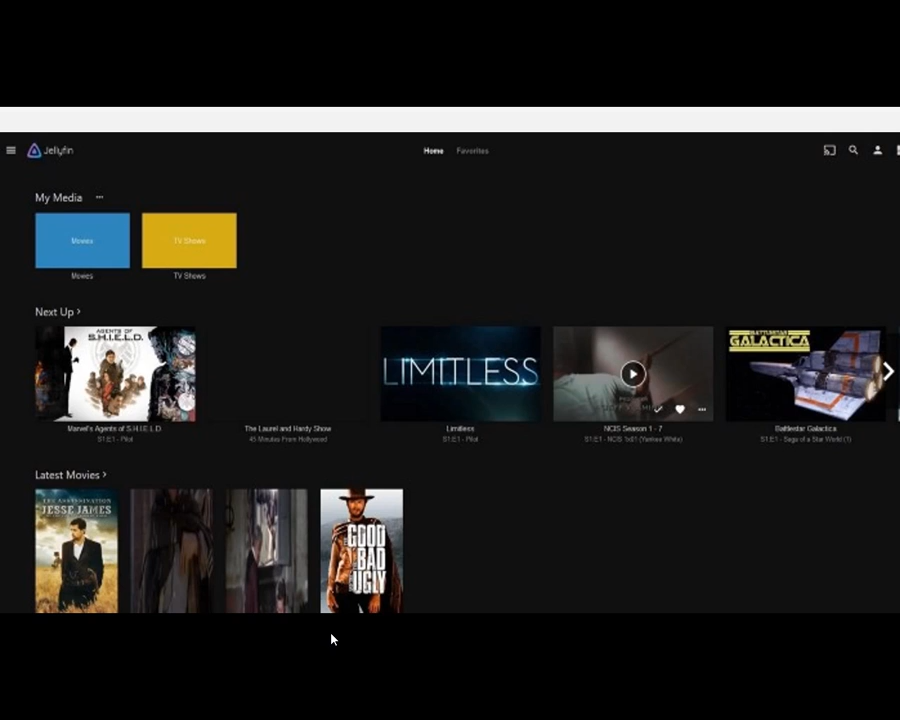 Jellyfin
Home
Favorites
My Media
Movies
TV Shows
Movies
TV Shows
Next Up
AGENTS OF
S.H.I.E.L.D.
LIMITLESS
GALACTICA
Marvel's Agents of S.H.I.E.L.D.
The Laurel and Hardy Show
Limitless
NCIS Season 1 - 7
Battlestar Galactica
S1:E1 - Pilot
45 Minutes From Hollywood
S1:E1 - Pilot
S1:E1 - NCIS 1x01 (Yankee White)
S1:E1 - Saga of a Star World (1)
Latest Movies
THE ASSASSINATION
JESSE JAMES
THE
GOOD
BAD
UGLY